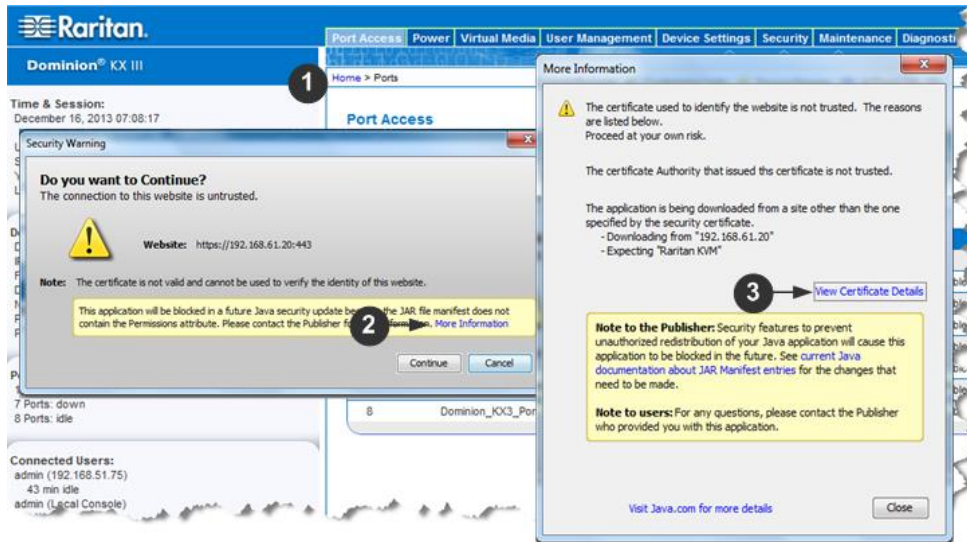 Raritan.
Dominion® KX III
Port Access Power Virtual Media User Management Device Settings Security Maintenance
1
Home > Ports
Time & Session:
December 16, 2013 07:08:17
Port Access
Security Warning
Do you want to Continue?
The connection to this website is untrusted.
Website: https://192.168.61.20:443
Note: The certificate is not valid and cannot be used to verify the identity of this website.
This application will be blocked in a future Java security update the JAR file manifest does not
contain the Permissions attribute. Please contact the Publisher More Information
2
Continue
Cancel
7 Ports: down
8 Ports: idle
8
Connected Users:
admin (192.168.51.75)
43 min idle
admin (Local Console)
More Information
The certificate used to identify the website is not trusted. The reasons
are listed below.
Proceed at your own risk.
The certificate Authority that issued ths certificate is not trusted.
The application is being downloaded from a site other than the one
specified by the security certificate.
- Downloading from "192.168.61.20"
- Expecting "Raritan KVM"
3
View Certificate Details
Note to the Publisher: Security features to prevent
unauthorized redistribution of your Java application will cause this
application to be blocked in the future. See current Java
documentation about JAR Manifest entries for the changes that
need to be made.
Note to users: For any questions, please contact the Publisher
who provided you with this application.
Visit Java.com for more details
Close